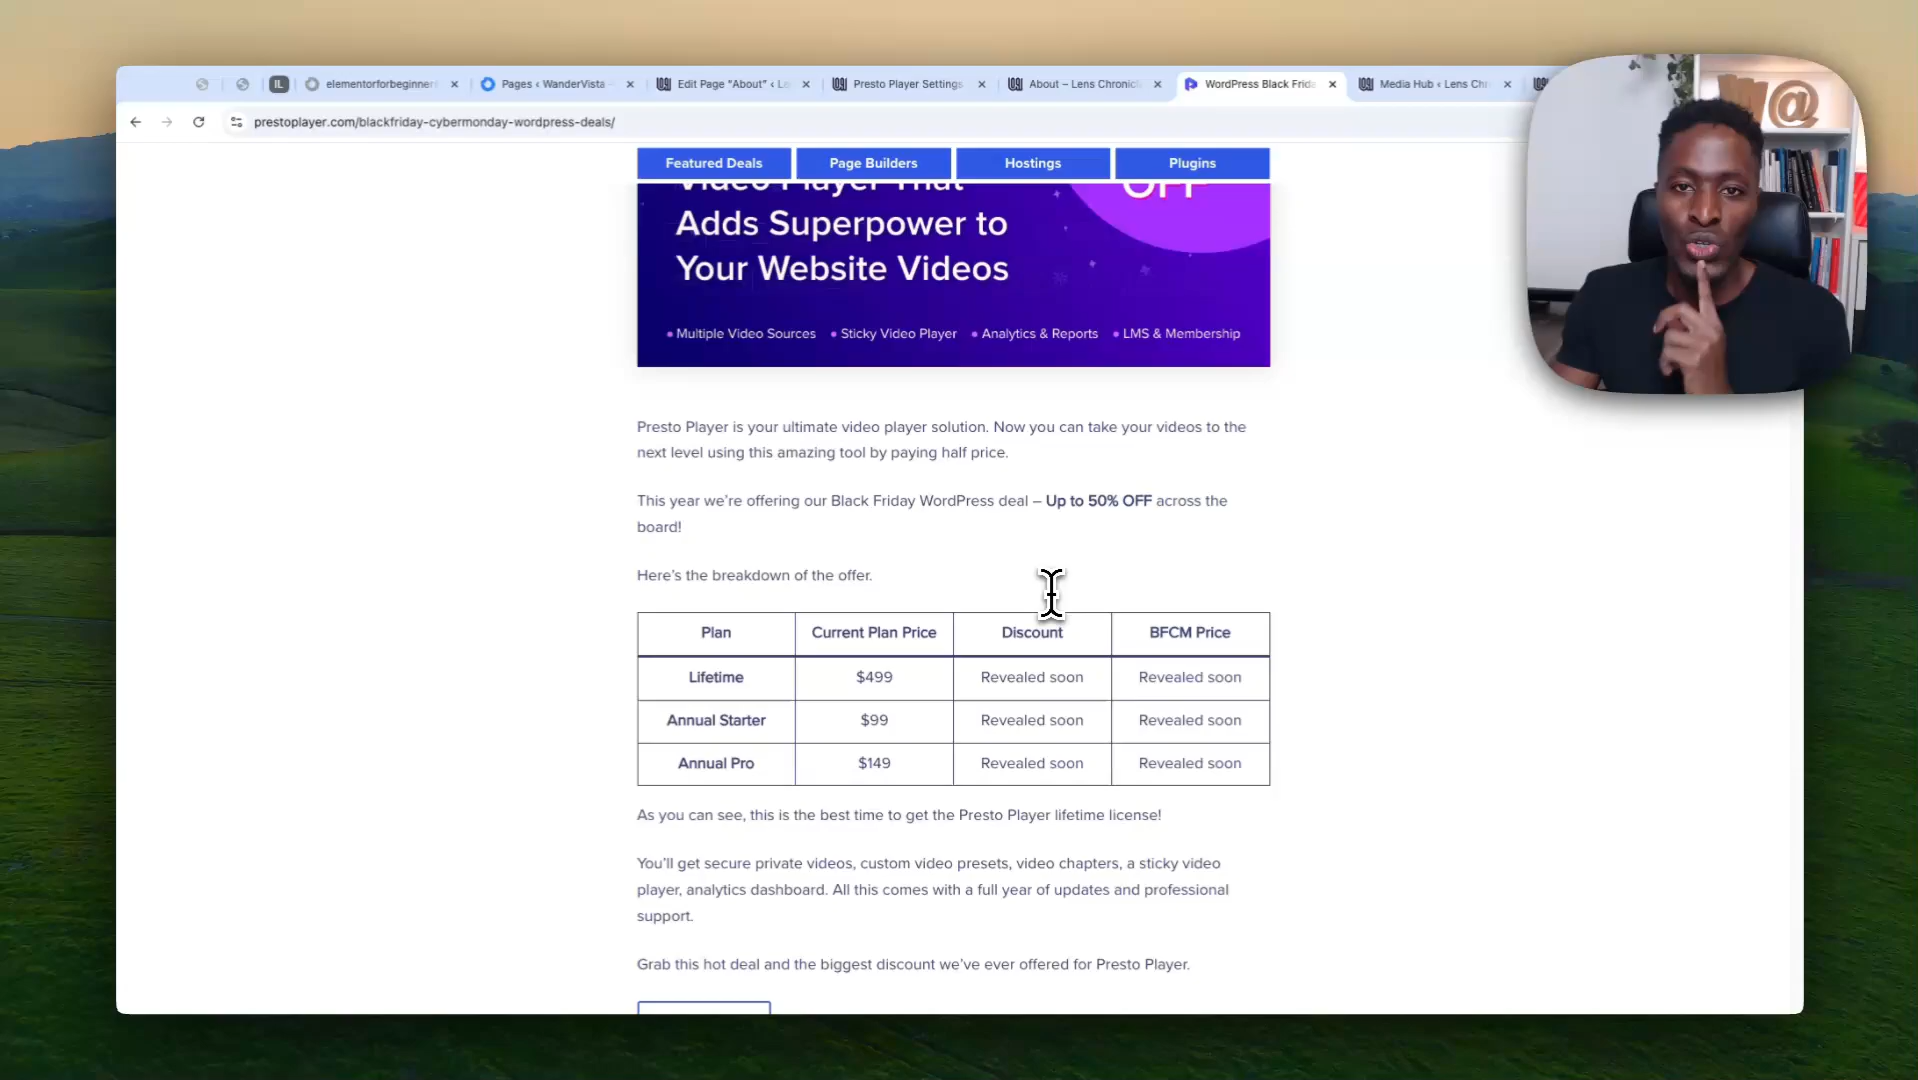 IL
elementorforbeginner
Pages < WanderVista -
Edit Page "About" < Le
Presto Player Settings
About – Lens Chronicl
WordPress Black Frida
Media Hub < Lens Chr
prestoplayer.com/blackfriday-cybermonday-wordpress-deals/
Featured Deals
Page Builders
Hostings
Plugins
Video Player That
Adds Superpower to
Your Website Videos
OFF
• Multiple Video Sources • Sticky Video Player • Analytics & Reports • LMS & Membership
Presto Player is your ultimate video player solution. Now you can take your videos to the
next level using this amazing tool by paying half price.
This year we're offering our Black Friday WordPress deal – Up to 50% OFF across the
board!
Here's the breakdown of the offer.
Plan Current Plan Price Discount BFCM Price
Lifetime $499 Revealed soon Revealed soon
Annual Starter $99 Revealed soon Revealed soon
Annual Pro $149 Revealed soon Revealed soon
As you can see, this is the best time to get the Presto Player lifetime license!
You'll get secure private videos, custom video presets, video chapters, a sticky video
player, analytics dashboard. All this comes with a full year of updates and professional
support.
Grab this hot deal and the biggest discount we've ever offered for Presto Player.